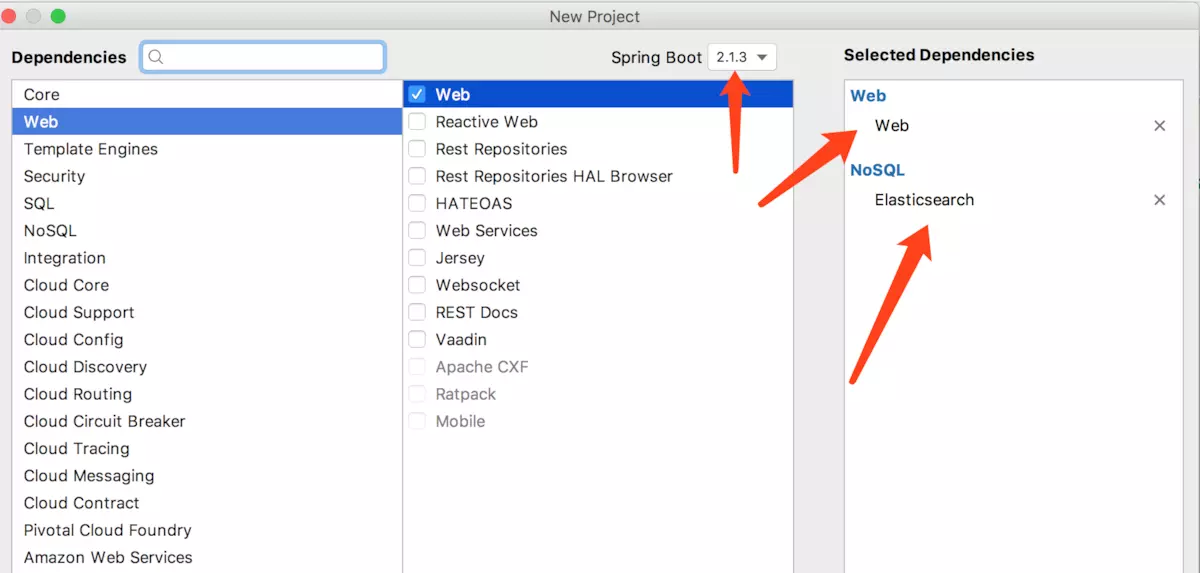 New Project
Dependencies
Spring Boot 2.1.3
Selected Dependencies
Core
Web
Template Engines
Security
SQL
NoSQL
Integration
Cloud Core
Cloud Support
Cloud Config
Cloud Discovery
Cloud Routing
Cloud Circuit Breaker
Cloud Tracing
Cloud Messaging
Cloud Contract
Pivotal Cloud Foundry
Amazon Web Services
Web
Reactive Web
Rest Repositories
Rest Repositories HAL Browser
HATEOAS
Web Services
Jersey
Websocket
REST Docs
Vaadin
Apache CXF
Ratpack
Mobile
Web
Web
NoSQL
Elasticsearch